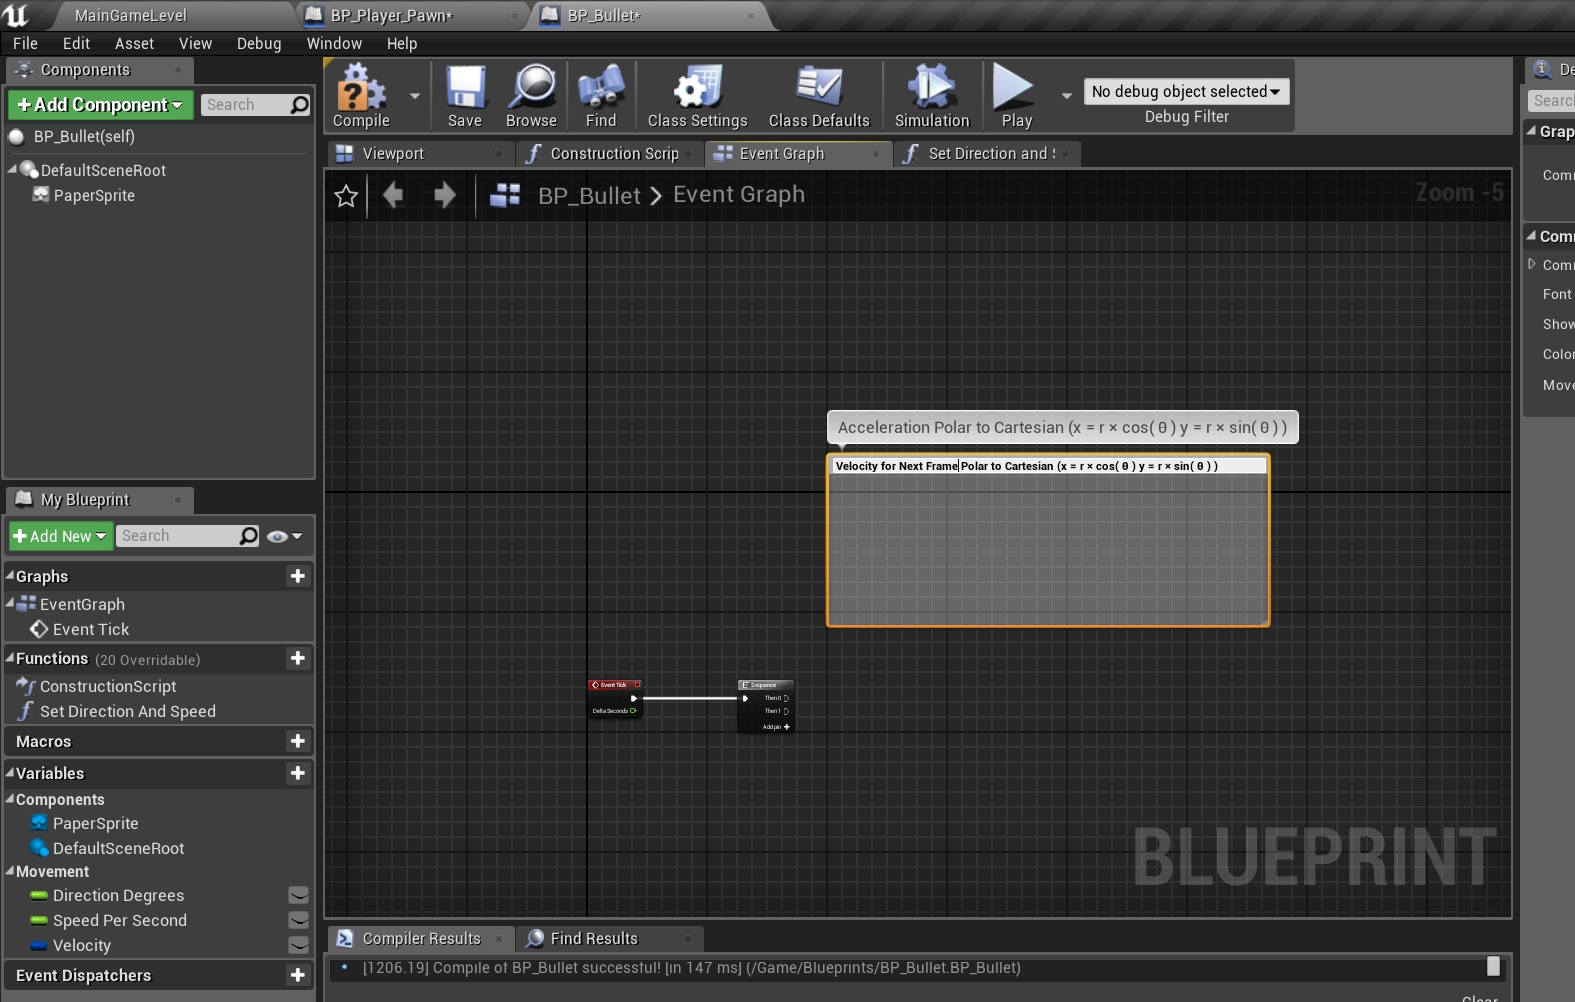 MainGameLevel
BP_Player_Pawn*
BP_Bullet*
File Edit Asset View Debug Window Help
Components
Add Component
Search
BP_Bullet(self)
DefaultSceneRoot
PaperSprite
Compile
Save
Browse
Find
Class Settings
Class Defaults
Simulation
Play
No debug object selected
Debug Filter
Viewport
Construction Scrip
Event Graph
Set Direction and
BP_Bullet > Event Graph
Zoom -5
Acceleration Polar to Cartesian (x = r × cos( θ ) y = r × sin( θ ) )
Velocity for Next Frame Polar to Cartesian (x = r × cos( θ ) y = r × sin( θ ) )
Event Tick
Delta Seconds
Sequence
Then 0
Then 1
Add pin
BLUEPRINT
My Blueprint
Add New
Search
Graphs
EventGraph
Event Tick
Functions (20 Overridable)
ConstructionScript
Set Direction And Speed
Macros
Variables
Components
PaperSprite
DefaultSceneRoot
Movement
Direction Degrees
Speed Per Second
Velocity
Event Dispatchers
Compiler Results
Find Results
[1206.19] Compile of BP_Bullet successful! [in 147 ms] (/Game/Blueprints/BP_Bullet.BP_Bullet)
Clear
De
Searc
Grap
Com
Com
Com
Font
Show
Color
Move